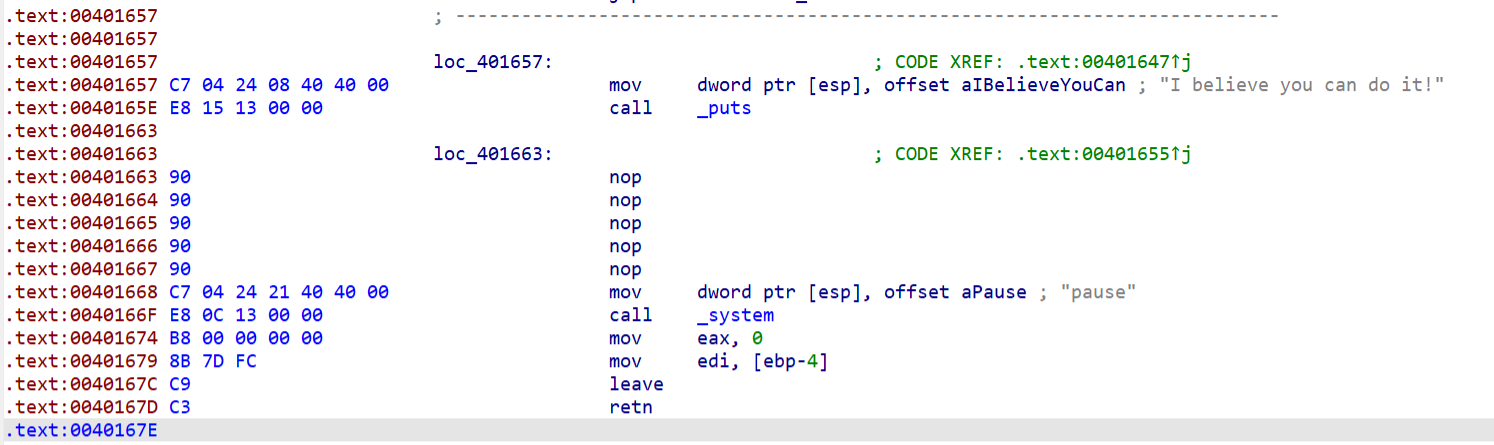 .text:00401657 ; ---------------------------------------------------------------------------
.text:00401657
.text:00401657 loc_401657: ; CODE XREF: .text:00401647↑j
.text:00401657 C7 04 24 08 40 40 00 mov dword ptr [esp], offset aIBelieveYouCan ; "I believe you can do it!"
.text:0040165E E8 15 13 00 00 call _puts
.text:00401663
.text:00401663 loc_401663: ; CODE XREF: .text:00401655↑j
.text:00401663 90 nop
.text:00401664 90 nop
.text:00401665 90 nop
.text:00401666 90 nop
.text:00401667 90 nop
.text:00401668 C7 04 24 21 40 40 00 mov dword ptr [esp], offset aPause ; "pause"
.text:0040166F E8 0C 13 00 00 call _system
.text:00401674 B8 00 00 00 00 mov eax, 0
.text:00401679 8B 7D FC mov edi, [ebp-4]
.text:0040167C C9 leave
.text:0040167D C3 retn
.text:0040167E